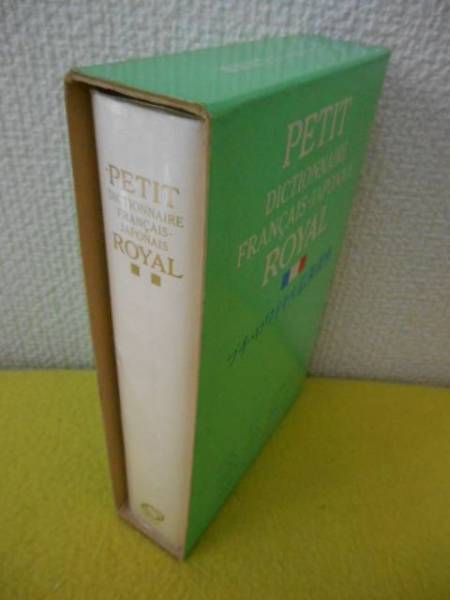 PETIT
DICTIONNAIRE
FRANÇAIS-
JAPONAIS
ROYAL
PETIT
DICTIONNAIRE
FRANÇAIS-JAPONAIS
ROYAL